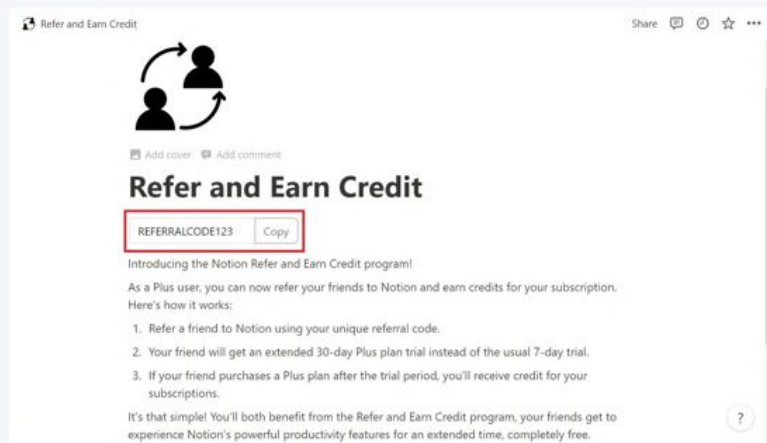 Refer and Earn Credit
Share
Add cover Add comment
Refer and Earn Credit
REFERRALCODE123 Copy
Introducing the Notion Refer and Earn Credit program!
As a Plus user, you can now refer your friends to Notion and earn credits for your subscription.
Here's how it works:
1. Refer a friend to Notion using your unique referral code.
2. Your friend will get an extended 30-day Plus plan trial instead of the usual 7-day trial.
3. If your friend purchases a Plus plan after the trial period, you'll receive credit for your
subscriptions.
It's that simple! You'll both benefit from the Refer and Earn Credit program, your friends get to
experience Notion's powerful productivity features for an extended time, completely free.
?